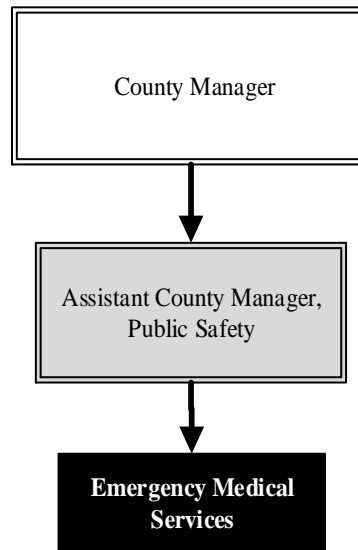 County Manager
Assistant County Manager,
Public Safety
Emergency Medical
Services